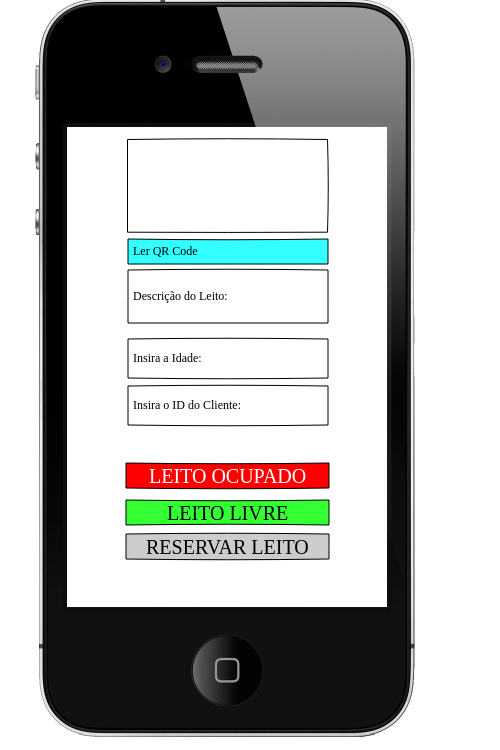 Ler QR Code
Descrição do Leito:
Insira a Idade:
Insira o ID do Cliente:
LEITO OCUPADO
LEITO LIVRE
RESERVAR LEITO